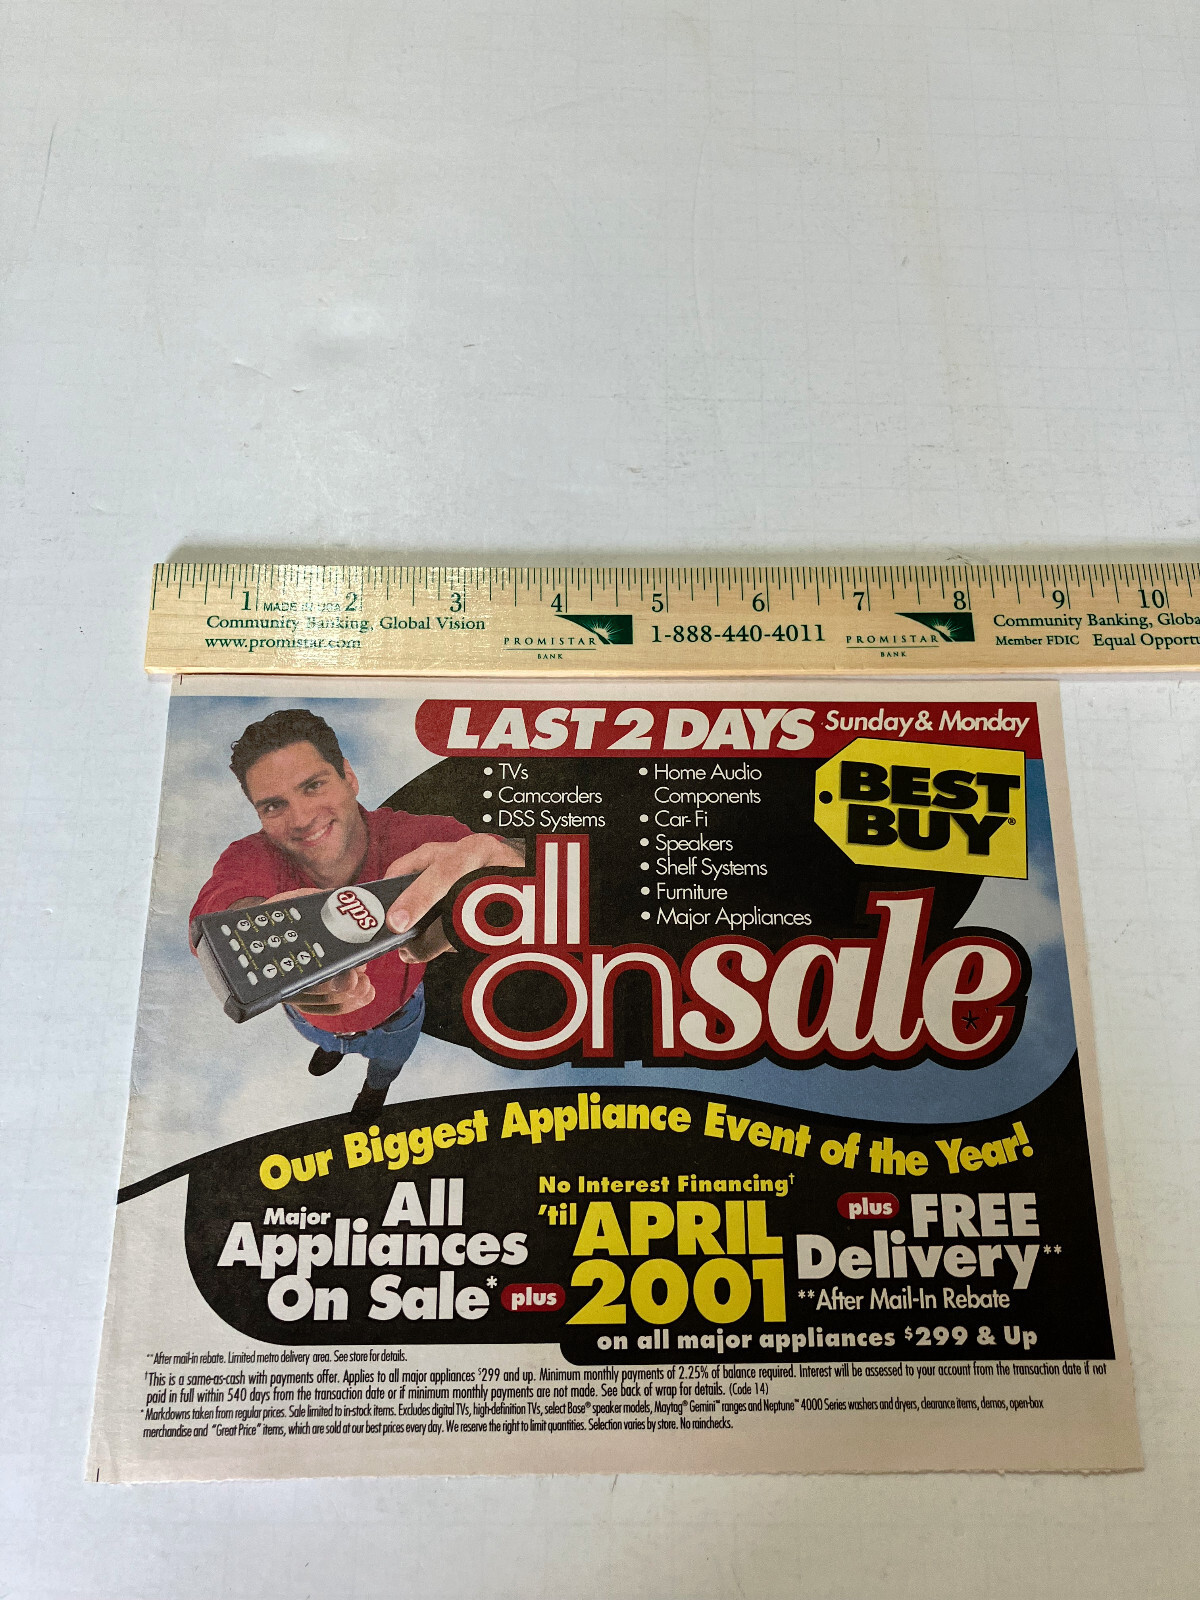 1 2 3 4 5 6 7 8 9 10
MADE IN USA
Community Banking, Global Vision
www.promistar.com
PROMISTAR
BANK
1-888-440-4011
PROMISTAR
BANK
Community Banking, Globa
Member FDIC Equal Opportu
LAST 2 DAYS Sunday & Monday
• TVs
• Camcorders
• DSS Systems
• Home Audio
Components
• Car-Fi
• Speakers
• Shelf Systems
• Furniture
• Major Appliances
BEST
BUY®
sale
all
on sale*
Our Biggest Appliance Event of the Year!
All
Major
Appliances
On Sale*
plus
No Interest Financing†
'til APRIL
2001
plus FREE
Delivery**
**After Mail-In Rebate
on all major appliances $299 & Up
**After mail-in rebate. Limited metro delivery area. See store for details.
†This is a same-as-cash with payments offer. Applies to all major appliances $299 and up. Minimum monthly payments of 2.25% of balance required. Interest will be assessed to your account from the transaction date if not
paid in full within 540 days from the transaction date or if minimum monthly payments are not made. See back of wrap for details. (Code 14)
*Markdowns taken from regular prices. Sale limited to in-stock items. Excludes digital TVs, high-definition TVs, select Bose® speaker models, Maytag® Gemini™ ranges and Neptune™ 4000 Series washers and dryers, clearance items, demos, open-box
merchandise and "Great Price" items, which are sold at our best prices every day. We reserve the right to limit quantities. Selection varies by store. No rainchecks.